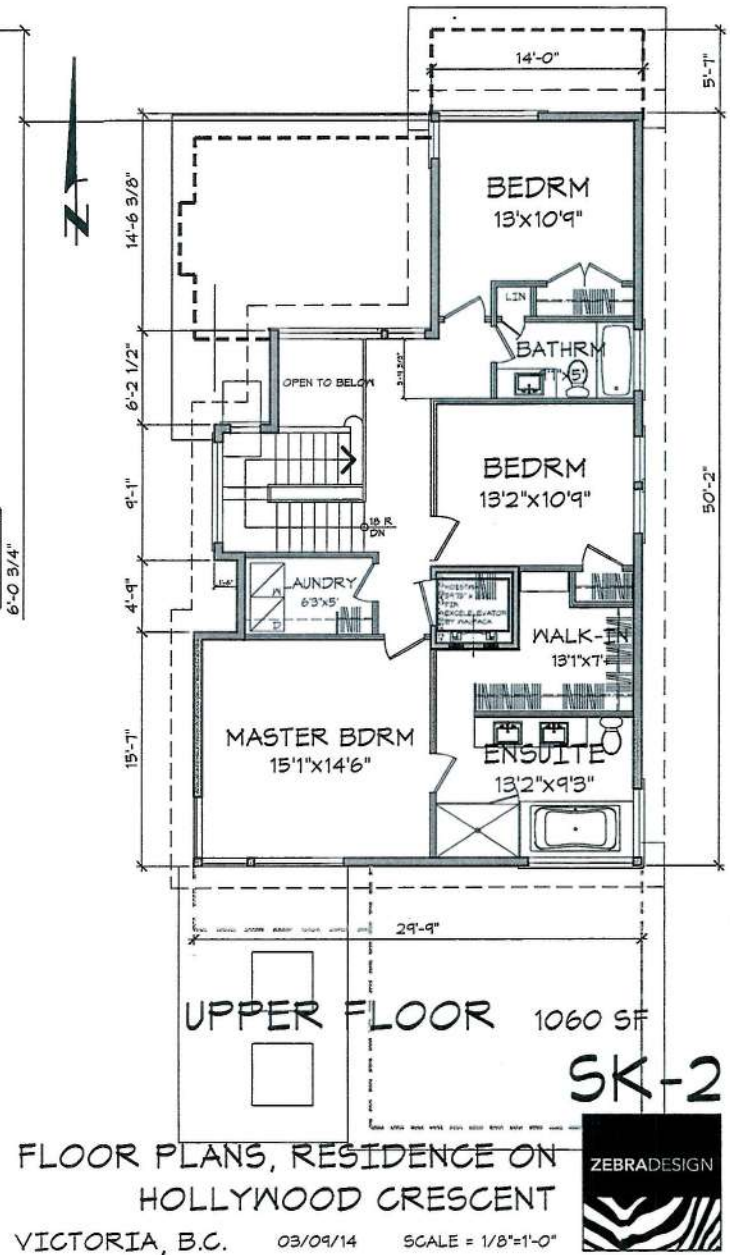 14'-0"
5'-7"
Z
14'-6 3/8"
BEDRM
13'x10'9"
LIN
BATHRM
6'-2 1/2"
OPEN TO BELOW
9'-1"
BEDRM
13'2"x10'9"
50'-2"
18 R
DN
6'-0 3/4"
4'-9"
LAUNDRY
6'3"x5'
W
D
ELEVATOR
WALK-IN
13'1"x7'
15'-7"
MASTER BDRM
15'1"x14'6"
ENSUITE
13'2"x9'3"
29'-9"
UPPER FLOOR 1060 SF
SK-2
FLOOR PLANS, RESIDENCE ON
HOLLYWOOD CRESCENT
ZEBRADESIGN
VICTORIA, B.C. 03/09/14 SCALE = 1/8"=1'-0"